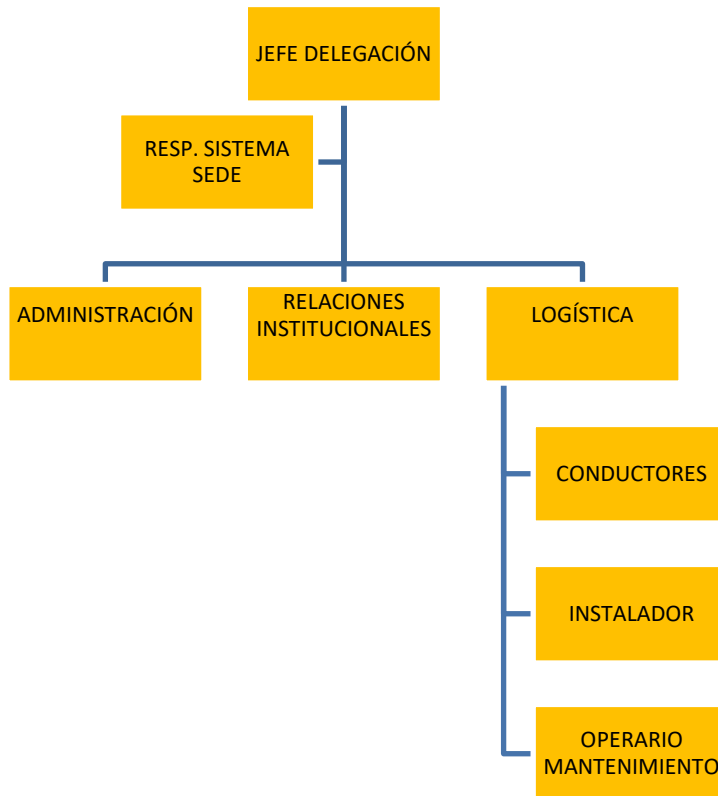 JEFE DELEGACIÓN
RESP. SISTEMA
SEDE
ADMINISTRACIÓN
RELACIONES
INSTITUCIONALES
LOGÍSTICA
CONDUCTORES
INSTALADOR
OPERARIO
MANTENIMIENTO